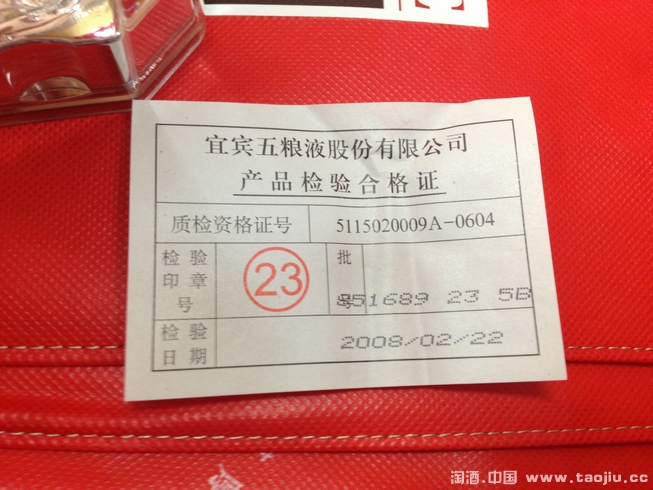 宜宾五粮液股份有限公司
产品检验合格证
质检资格证号 5115020009A-0604
检验印章号 23 批号 851689 23 5B
检验日期 2008/02/22
淘酒.中国 www.taojiu.cc